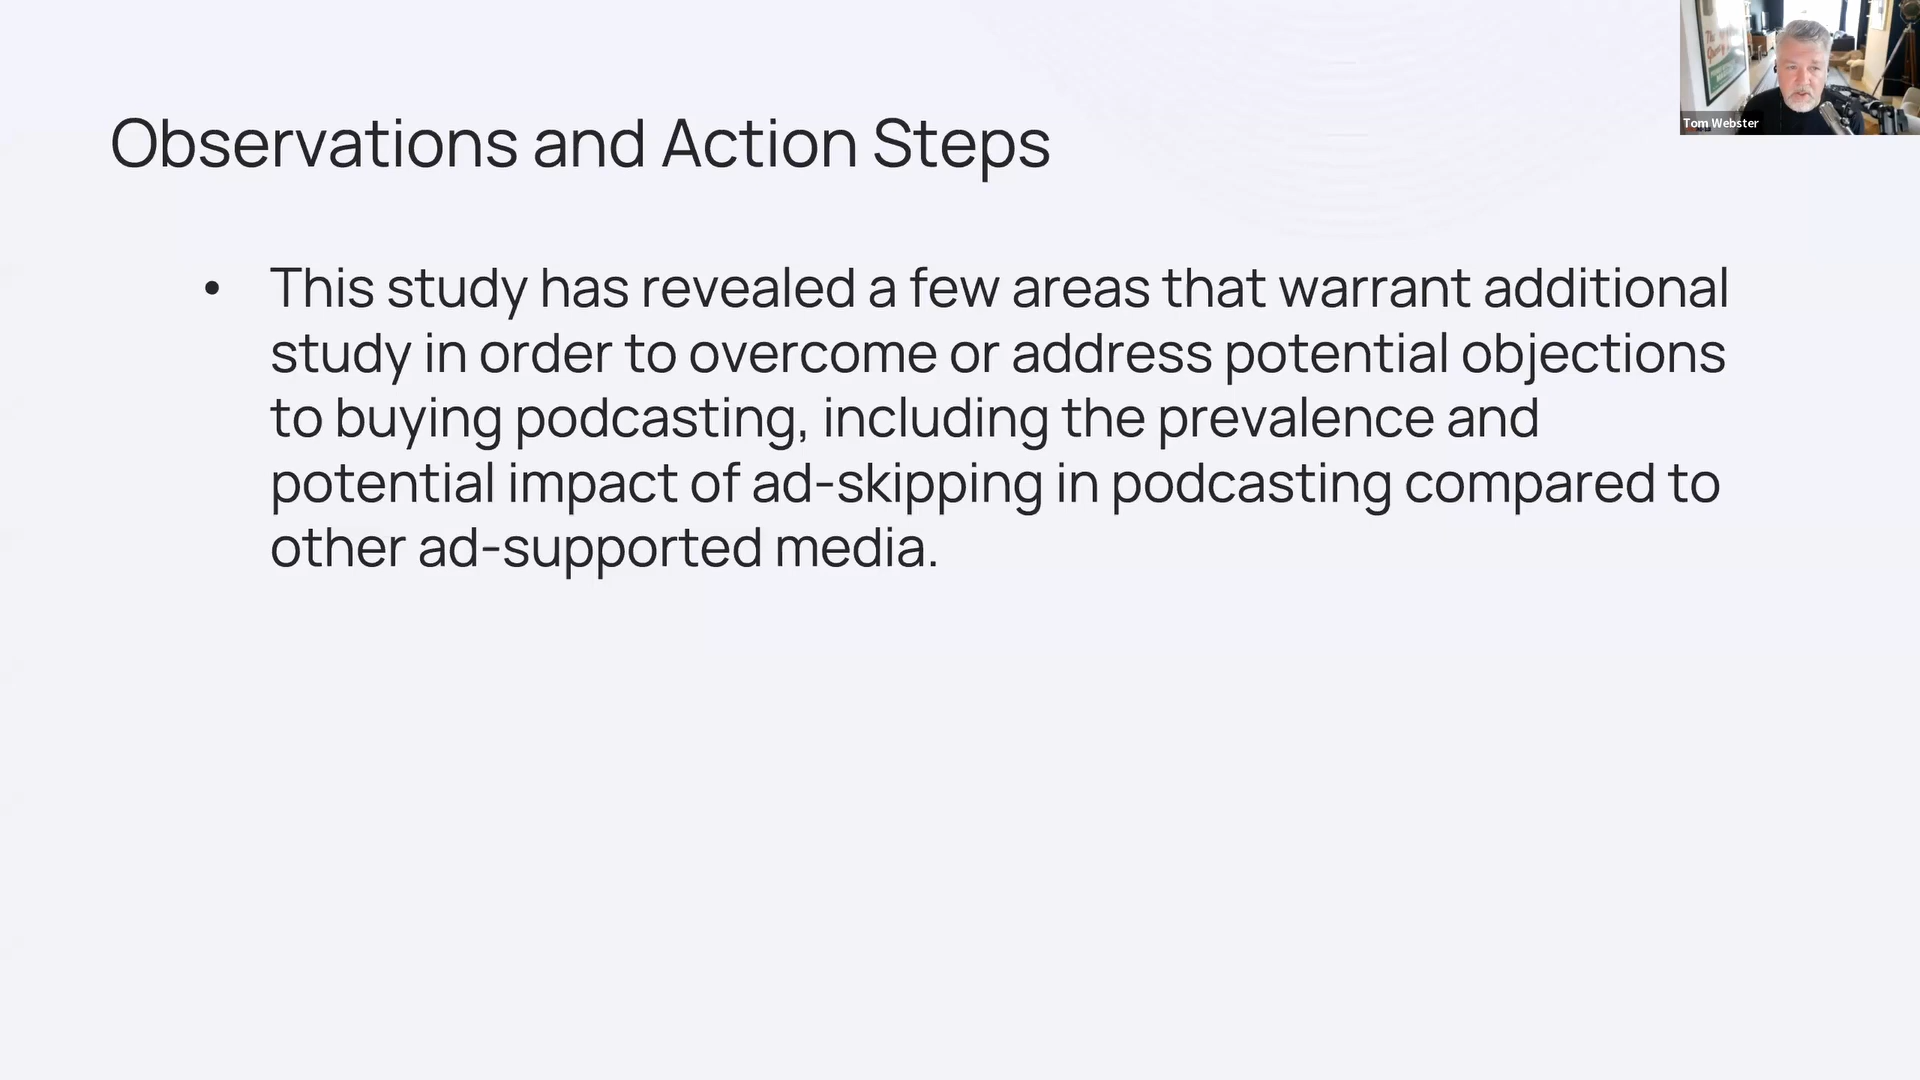 Observations and Action Steps
• This study has revealed a few areas that warrant additional
study in order to overcome or address potential objections
to buying podcasting, including the prevalence and
potential impact of ad-skipping in podcasting compared to
other ad-supported media.
Tom Webster